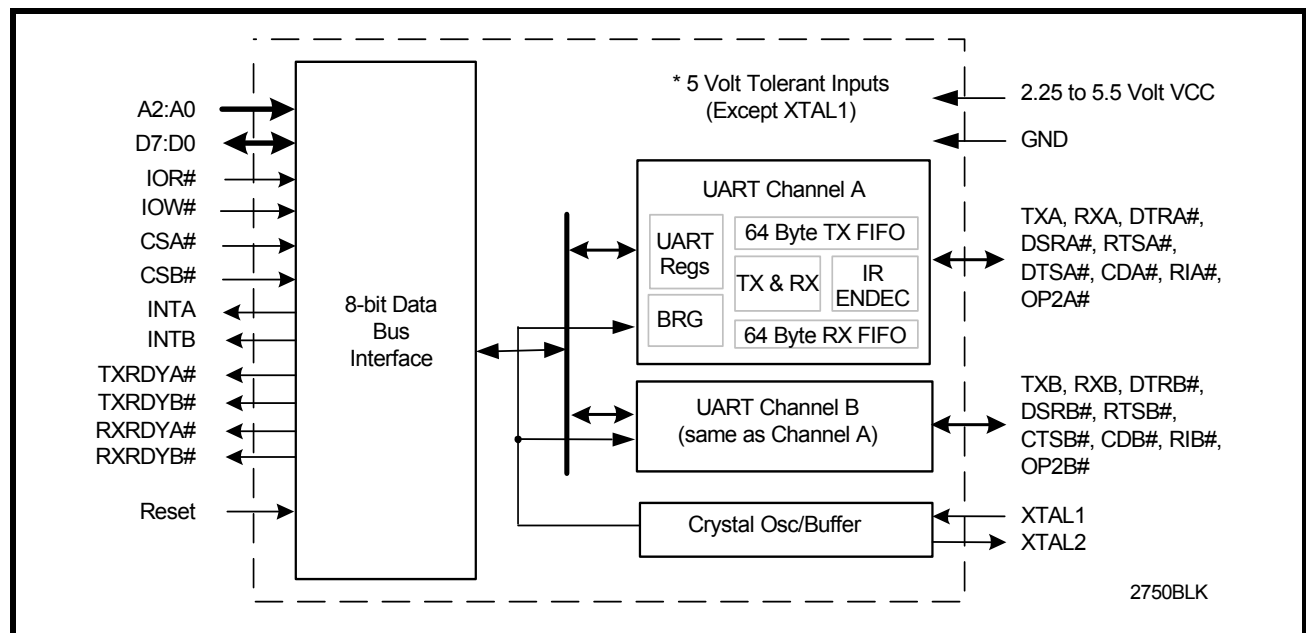 A2:A0
D7:D0
IOR#
IOW#
CSA#
CSB#
INTA
INTB
TXRDYA#
TXRDYB#
RXRDYA#
RXRDYB#
Reset
8-bit Data
Bus
Interface
* 5 Volt Tolerant Inputs
(Except XTAL1)
UART Channel A
UART
Regs
BRG
64 Byte TX FIFO
TX & RX
IR
ENDEC
64 Byte RX FIFO
UART Channel B
(same as Channel A)
Crystal Osc/Buffer
2.25 to 5.5 Volt VCC
GND
TXA, RXA, DTRA#,
DSRA#, RTSA#,
DTSA#, CDA#, RIA#,
OP2A#
TXB, RXB, DTRB#,
DSRB#, RTSB#,
CTSB#, CDB#, RIB#,
OP2B#
XTAL1
XTAL2
2750BLK